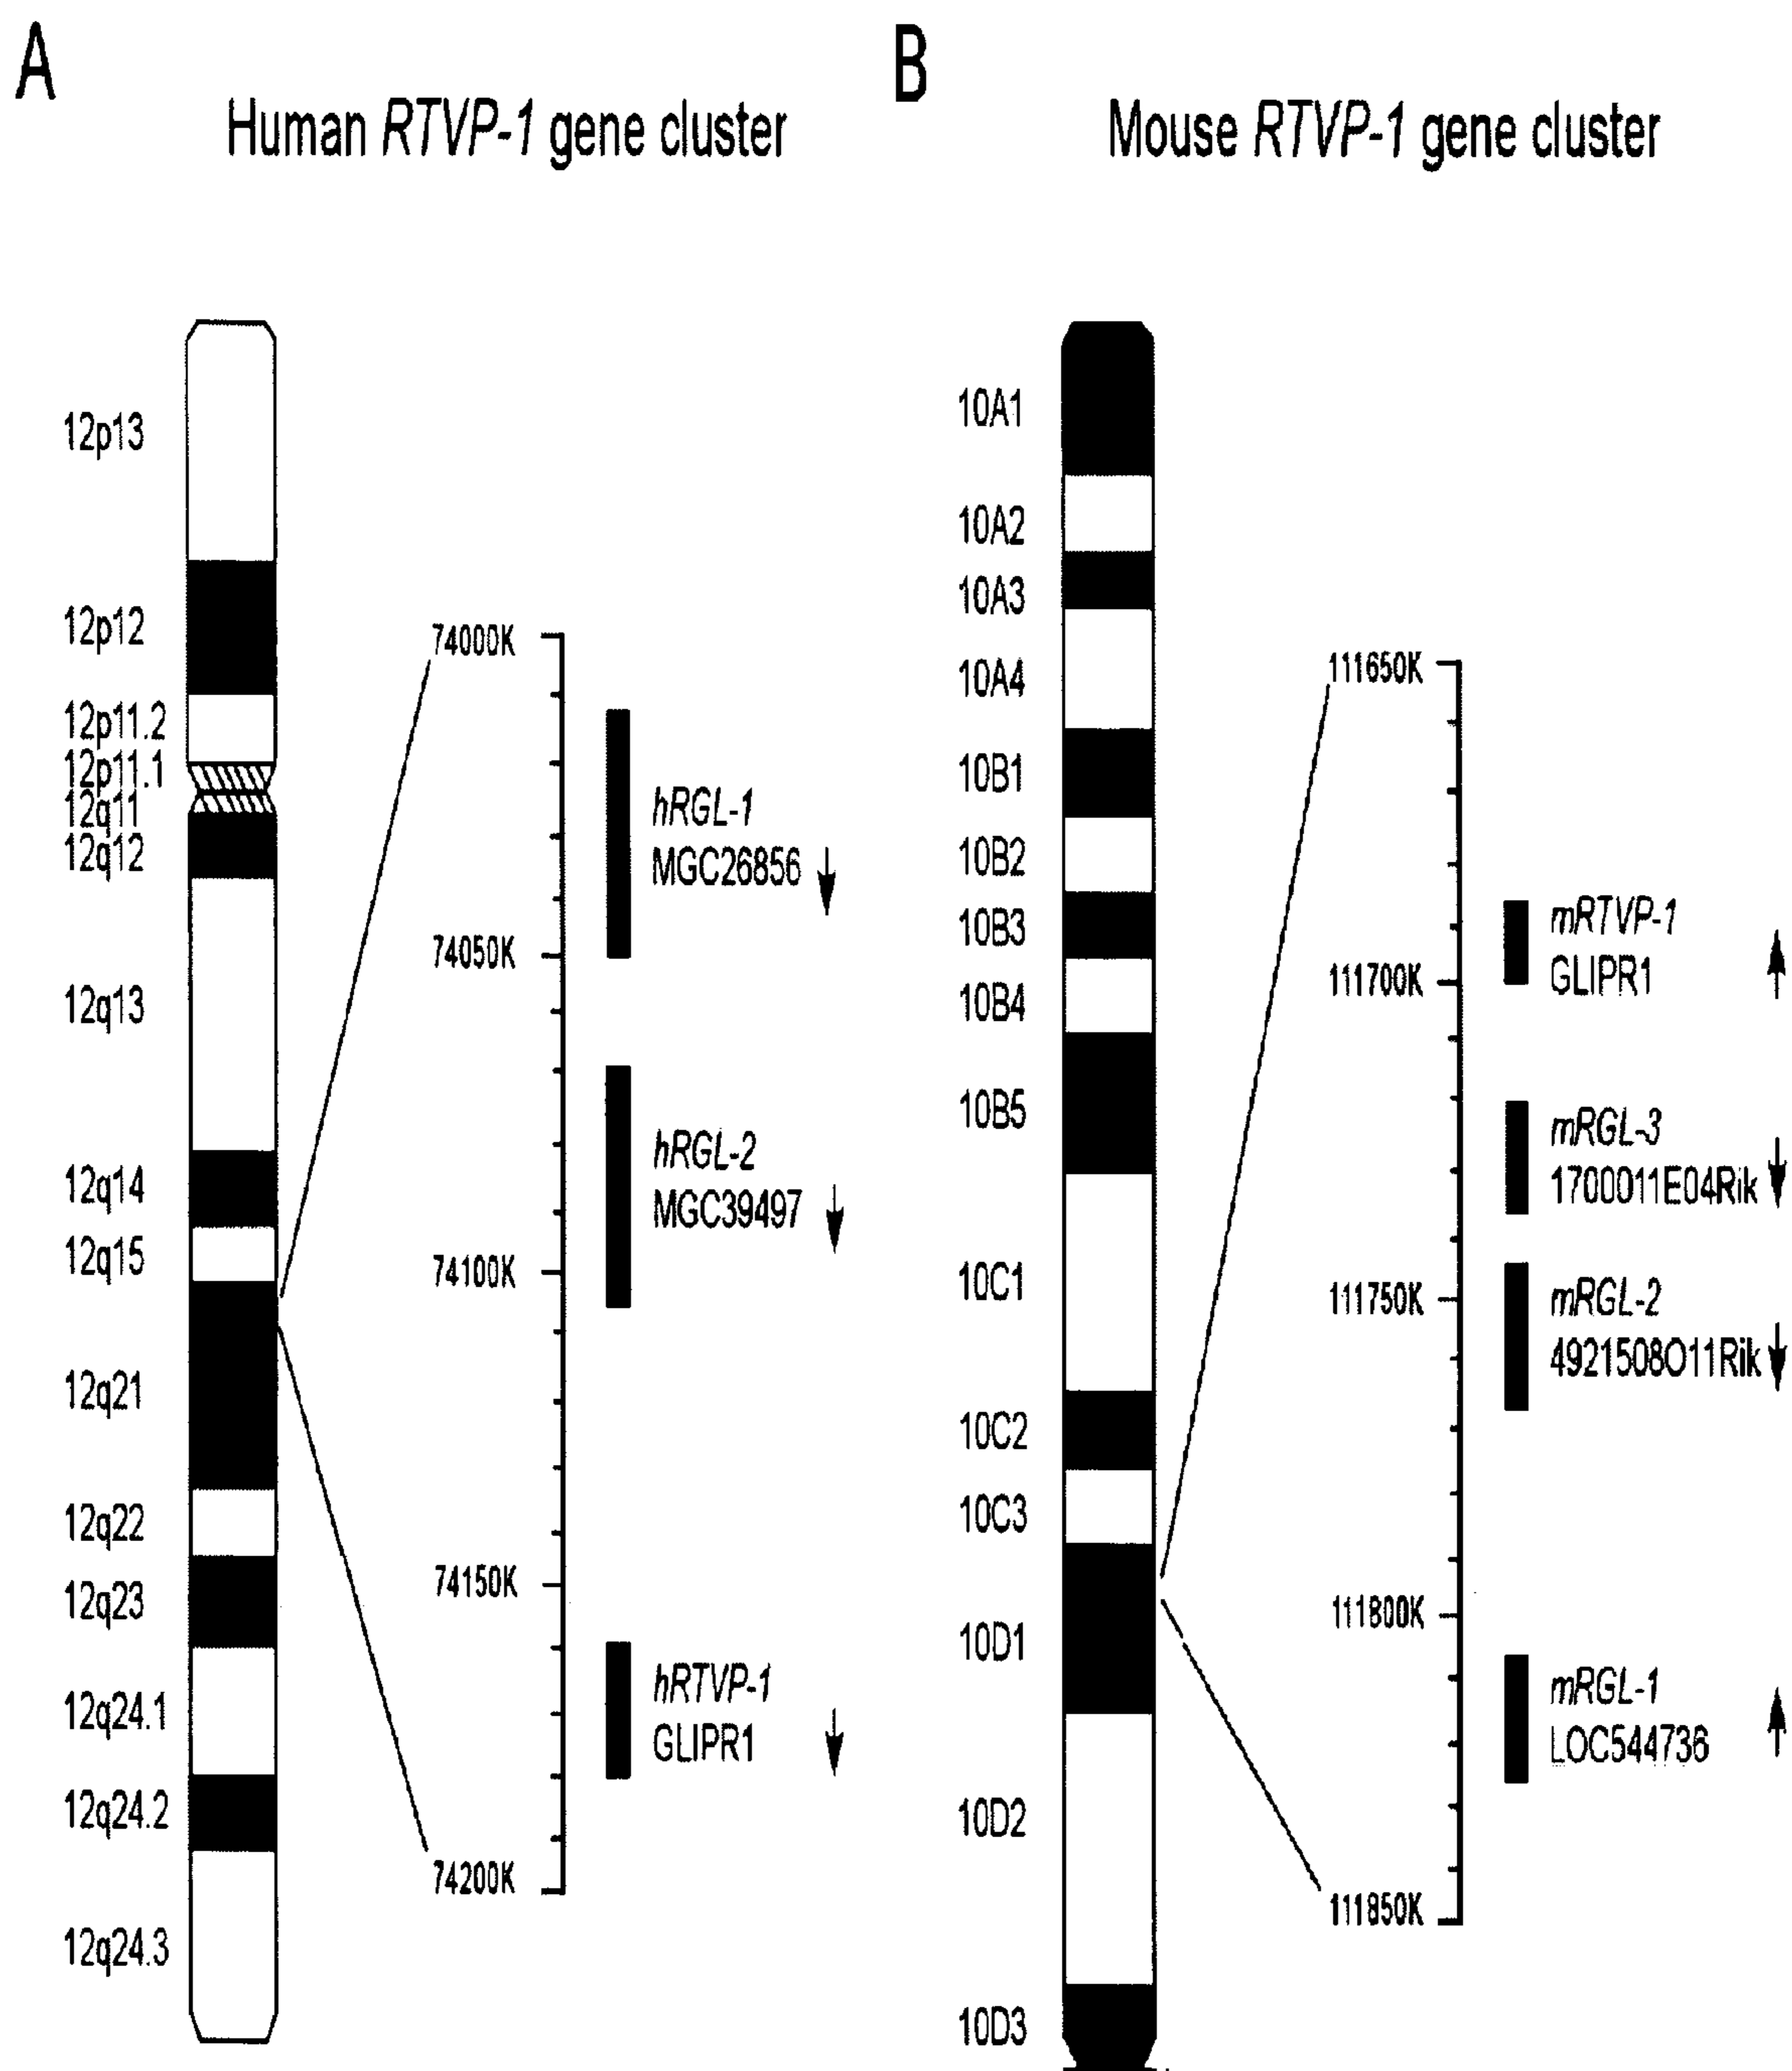 A
Human RTVP-1 gene cluster
12p13
12p12
12p11.2
12p11.1
12q11
12q12
12q13
12q14
12q15
12q21
12q22
12q23
12q24.1
12q24.2
12q24.3
74000K
74050K
74100K
74150K
74200K
hRGL-1
MGC26856
hRGL-2
MGC39497
hRTVP-1
GLIPR1
B
Mouse RTVP-1 gene cluster
10A1
10A2
10A3
10A4
10B1
10B2
10B3
10B4
10B5
10C1
10C2
10C3
10D1
10D2
10D3
111650K
111700K
111750K
111800K
111850K
mRTVP-1
GLIPR1
mRGL-3
1700011E04Rik
mRGL-2
4921508O11Rik
mRGL-1
LOC544736